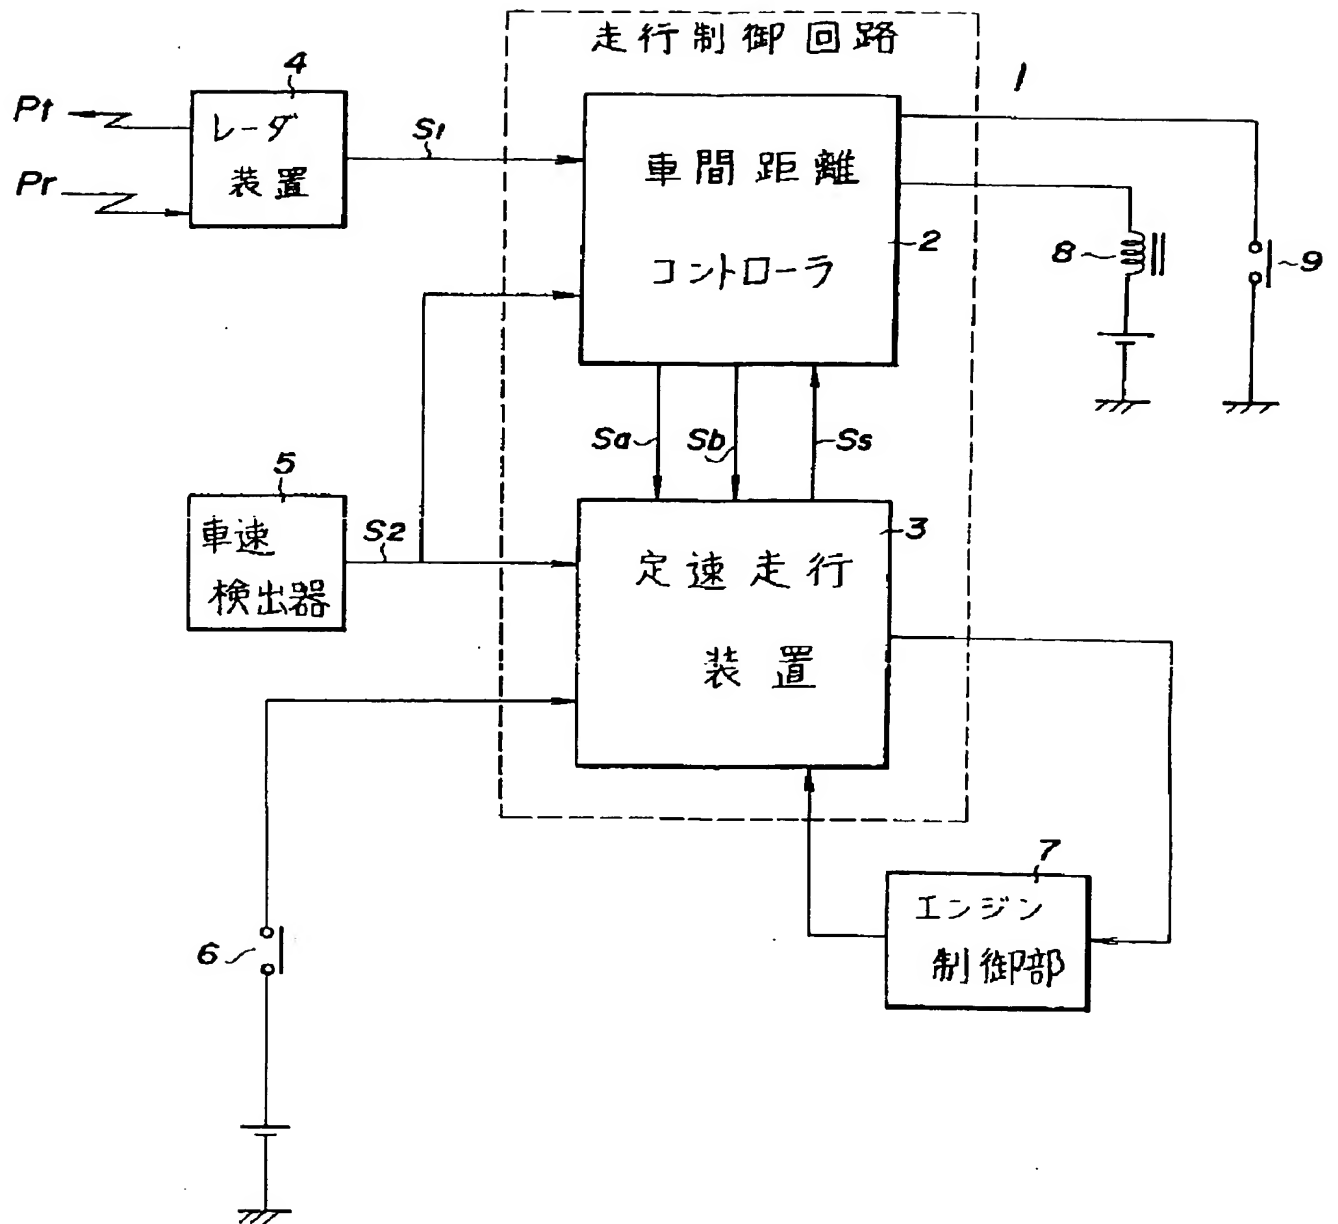 走行制御回路
1
4
Pt
レーダ
装置
Pr
S1
車間距離
コントローラ
2
8
9
Sa
Sb
Ss
5
車速
検出器
S2
3
定速走行
装置
7
エンジン
制御部
6